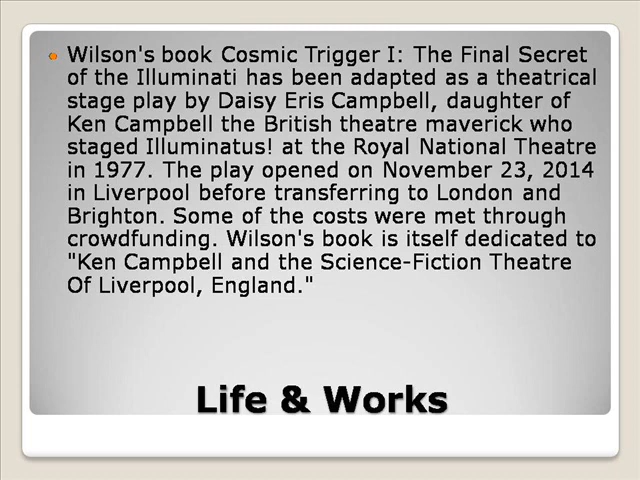 Wilson's book Cosmic Trigger I: The Final Secret
of the Illuminati has been adapted as a theatrical
stage play by Daisy Eris Campbell, daughter of
Ken Campbell the British theatre maverick who
staged Illuminatus! at the Royal National Theatre
in 1977. The play opened on November 23, 2014
in Liverpool before transferring to London and
Brighton. Some of the costs were met through
crowdfunding. Wilson's book is itself dedicated to
"Ken Campbell and the Science-Fiction Theatre
Of Liverpool, England."
Life & Works